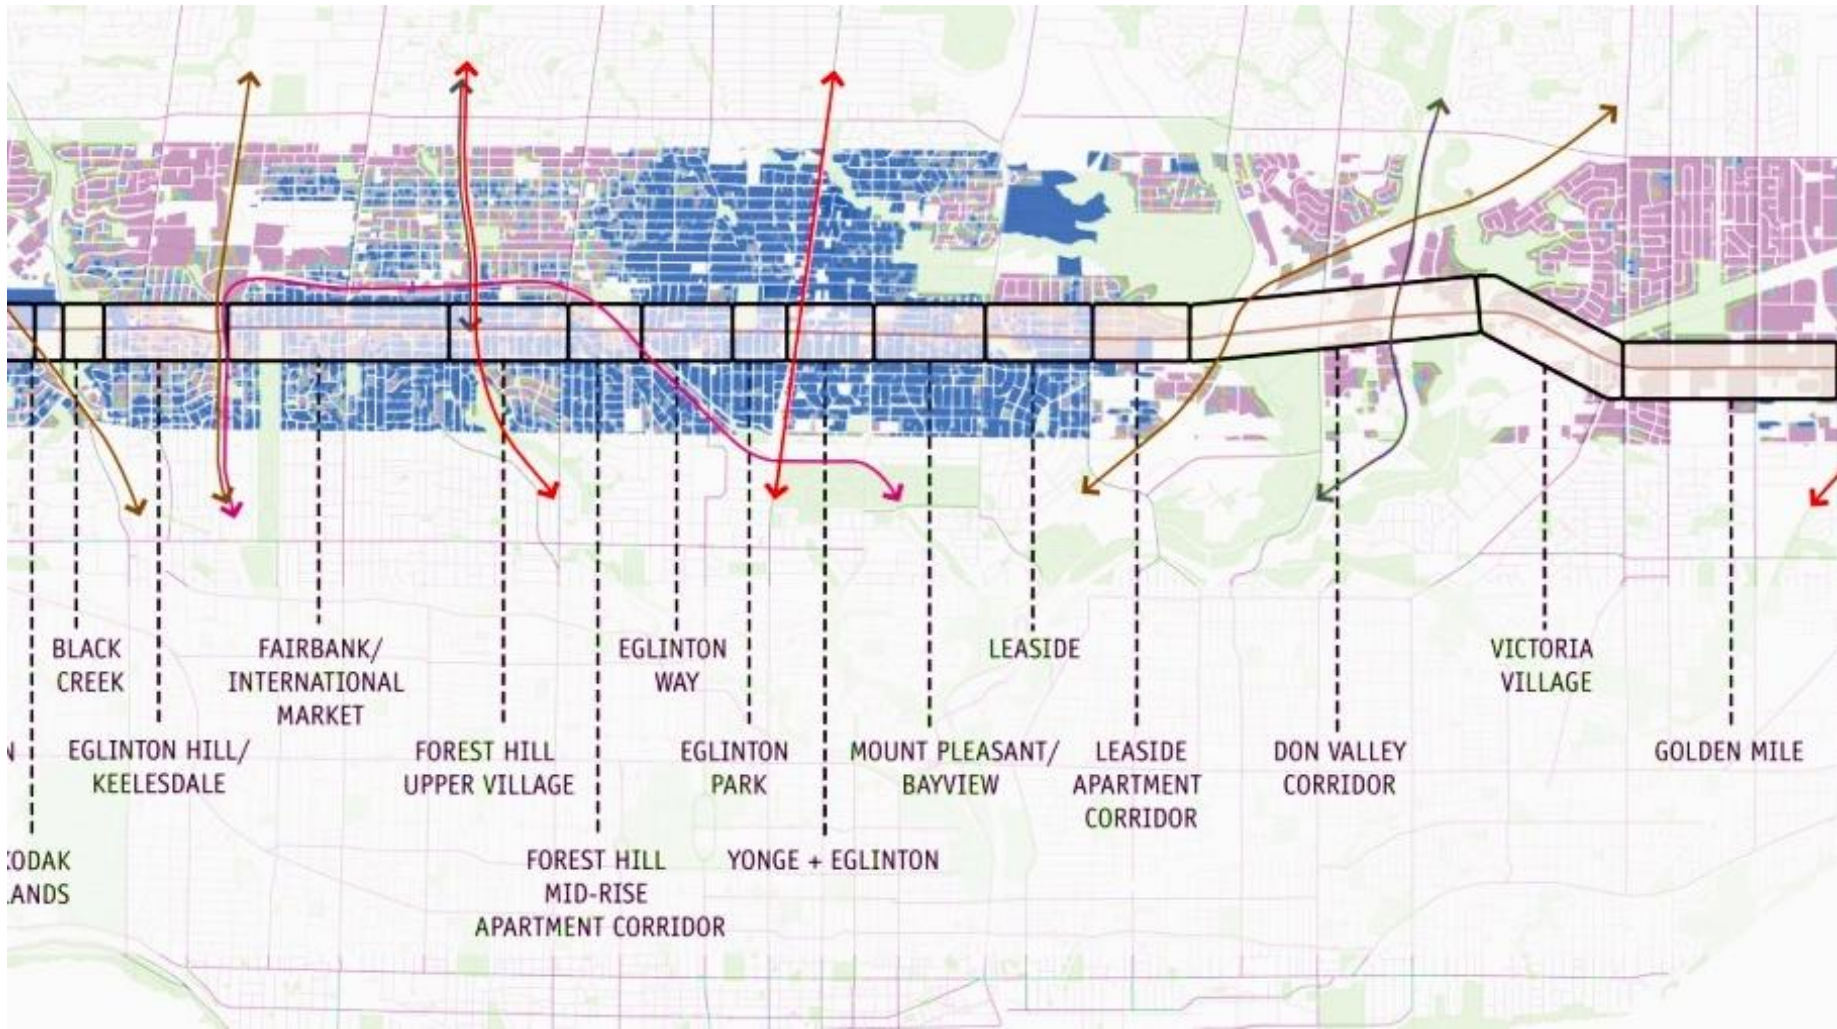 BLACK
CREEK
FAIRBANK/
INTERNATIONAL
MARKET
EGLINTON
WAY
LEASIDE
VICTORIA
VILLAGE
N
EGLINTON HILL/
KEELESDALE
FOREST HILL
UPPER VILLAGE
EGLINTON
PARK
MOUNT PLEASANT/
BAYVIEW
LEASIDE
APARTMENT
CORRIDOR
DON VALLEY
CORRIDOR
GOLDEN MILE
KODAK
LANDS
FOREST HILL
MID-RISE
APARTMENT CORRIDOR
YONGE + EGLINTON